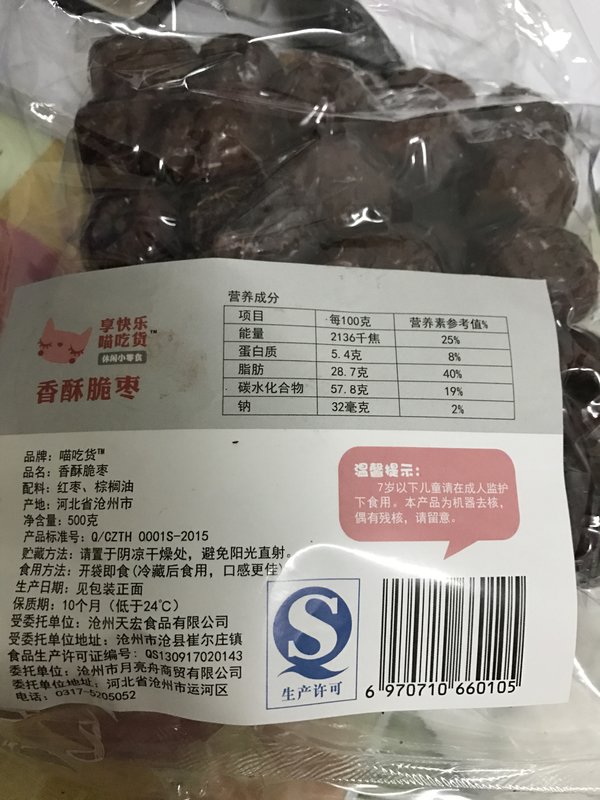 享快乐
喵吃货™
休闲小零食
香酥脆枣
营养成分
项目 每100克 营养素参考值%
能量 2136千焦 25%
蛋白质 5.4克 8%
脂肪 28.7克 40%
碳水化合物 57.8克 19%
钠 32毫克 2%
品牌：喵吃货™
品名：香酥脆枣
配料：红枣、棕榈油
产地：河北省沧州市
净含量：500克
产品标准号：Q/CZTH 0001S-2015
贮藏方法：请置于阴凉干燥处，避免阳光直射。
食用方法：开袋即食(冷藏后食用，口感更佳)
生产日期：见包装正面
保质期：10个月（低于24℃）
受委托单位：沧州天宏食品有限公司
受委托单位地址：沧州市沧县崔尔庄镇
食品生产许可证编号：QS130917020143
委托单位：沧州市月亮舟商贸有限公司
委托单位地址：河北省沧州市运河区
电话：0317-5205052
温馨提示：
7岁以下儿童请在成人监护
下食用。本产品为机器去核，
偶有残核，请留意。
生产许可
6 970710 660105